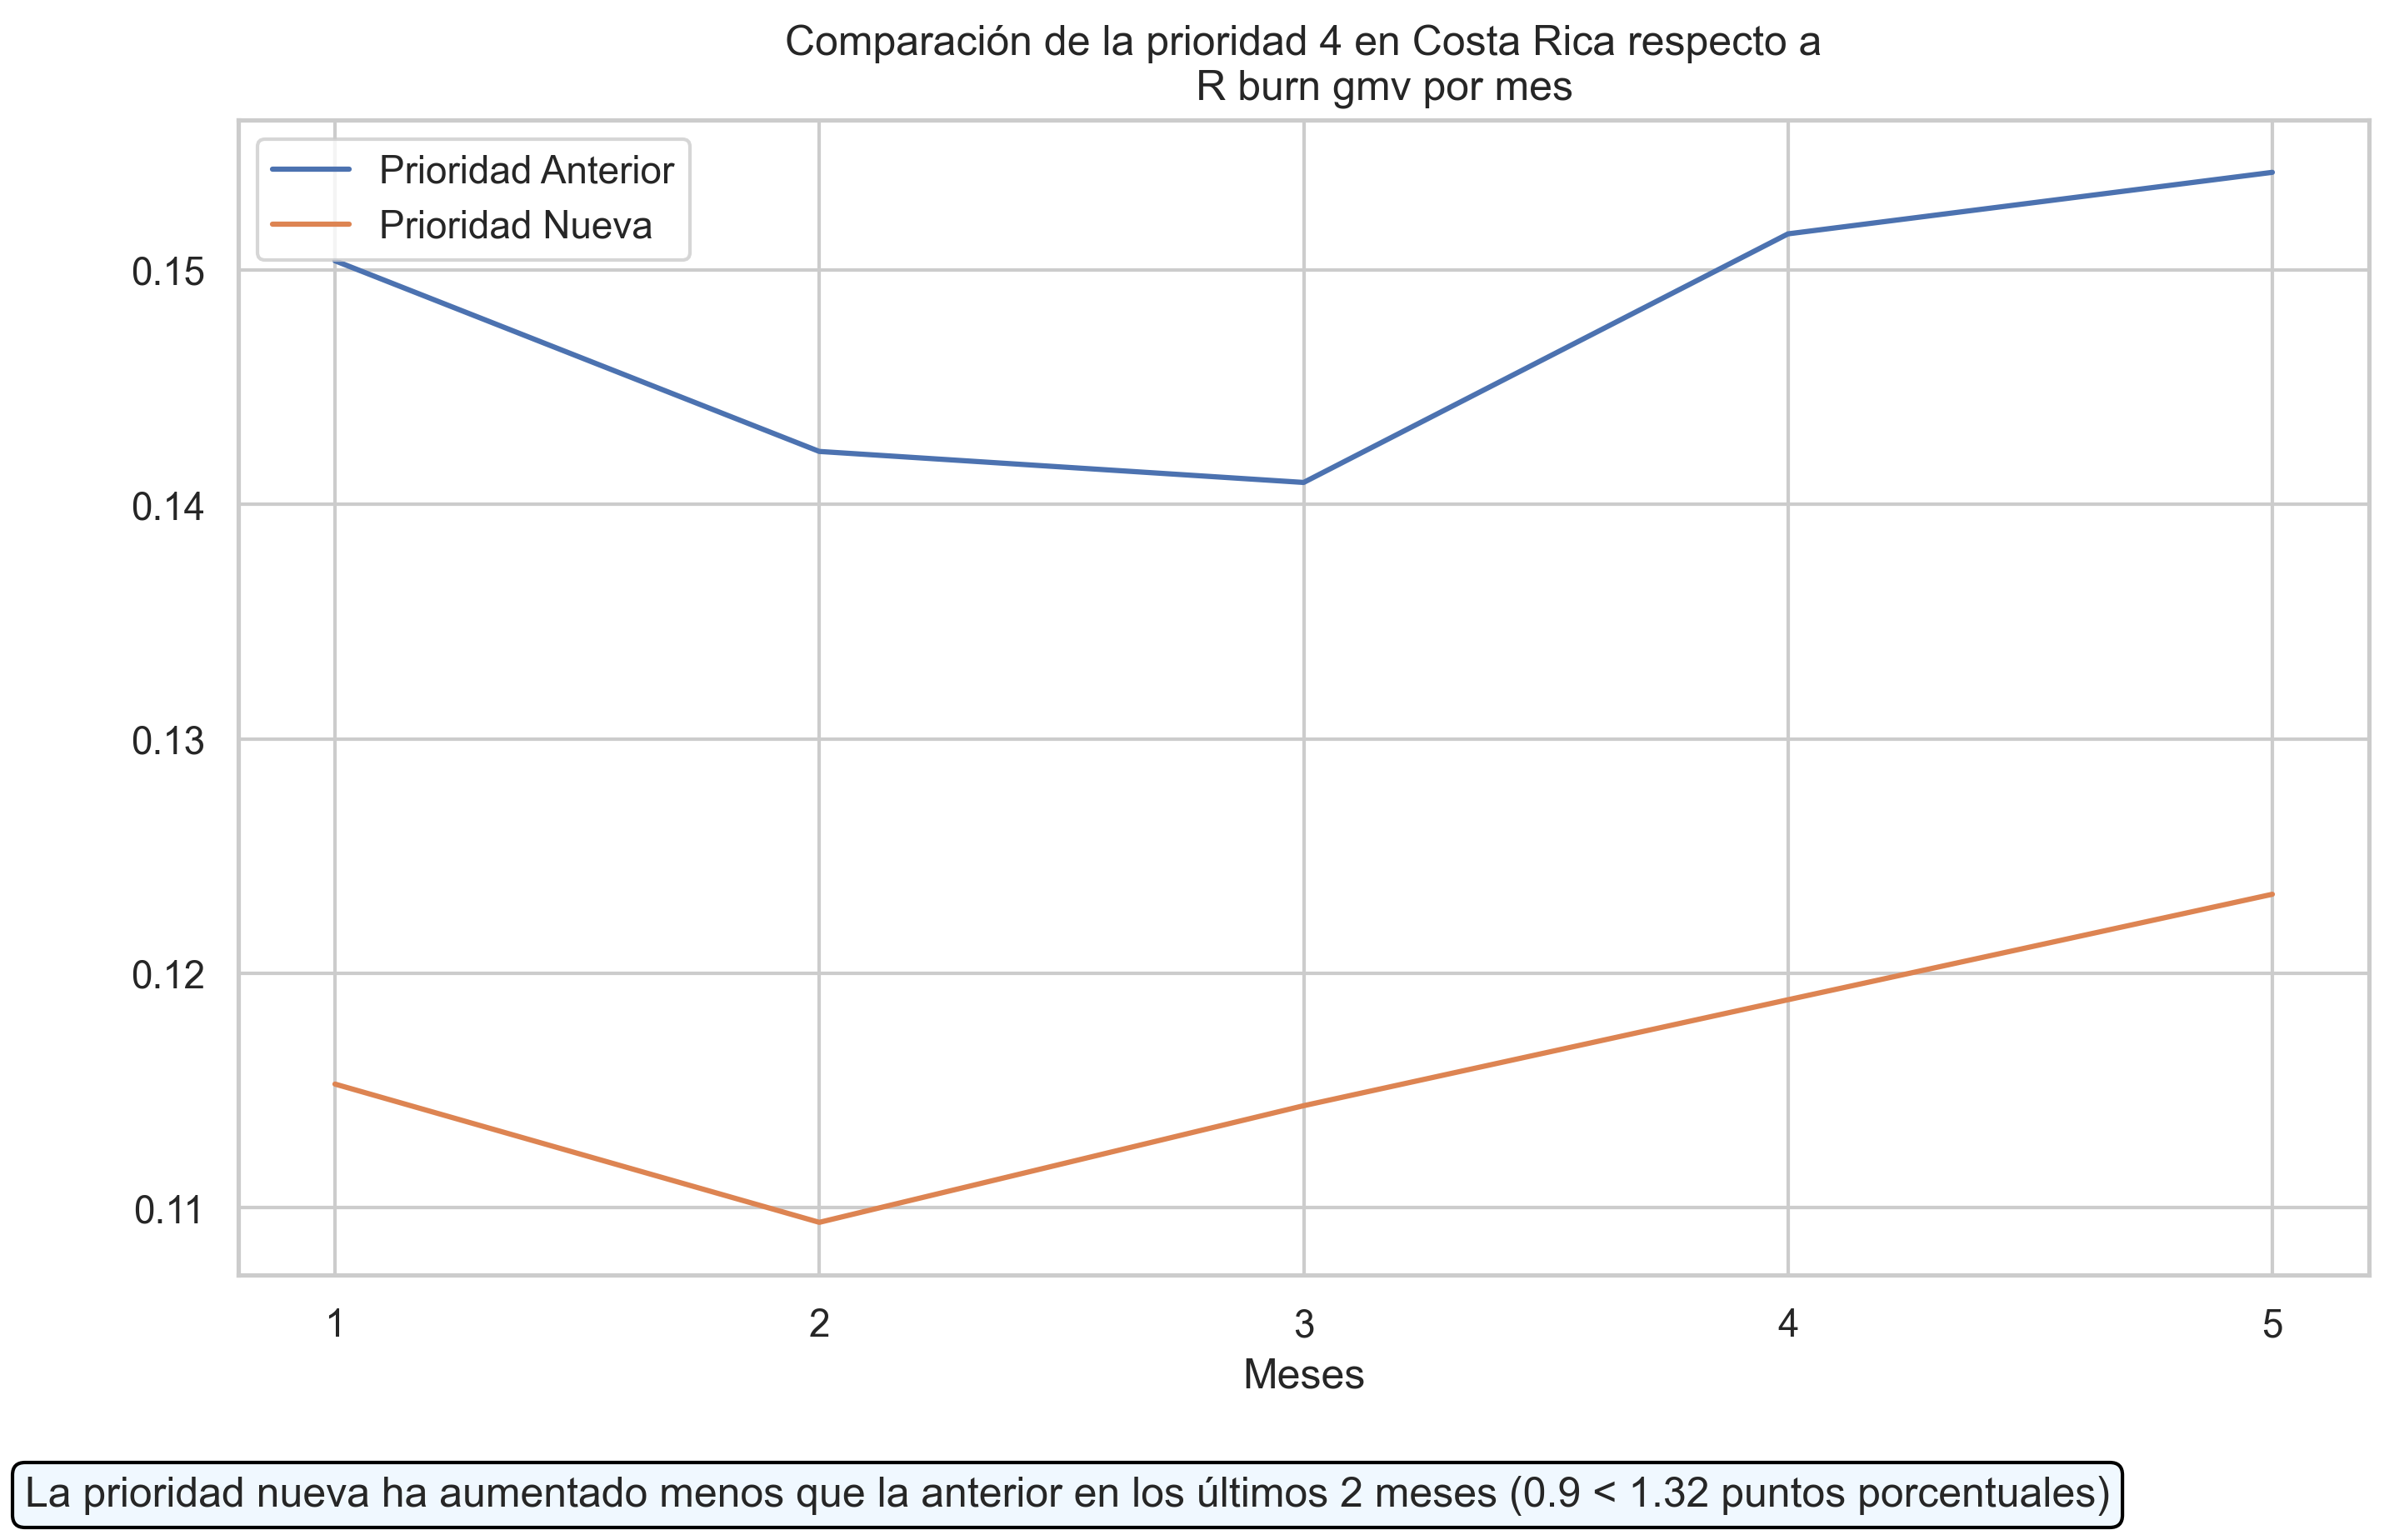 Comparación de la prioridad 4 en Costa Rica respecto a
R burn gmv por mes
Prioridad Anterior
Prioridad Nueva
0.15
0.14
0.13
0.12
0.11
1 2 3 4 5
Meses
La prioridad nueva ha aumentado menos que la anterior en los últimos 2 meses (0.9 < 1.32 puntos porcentuales)